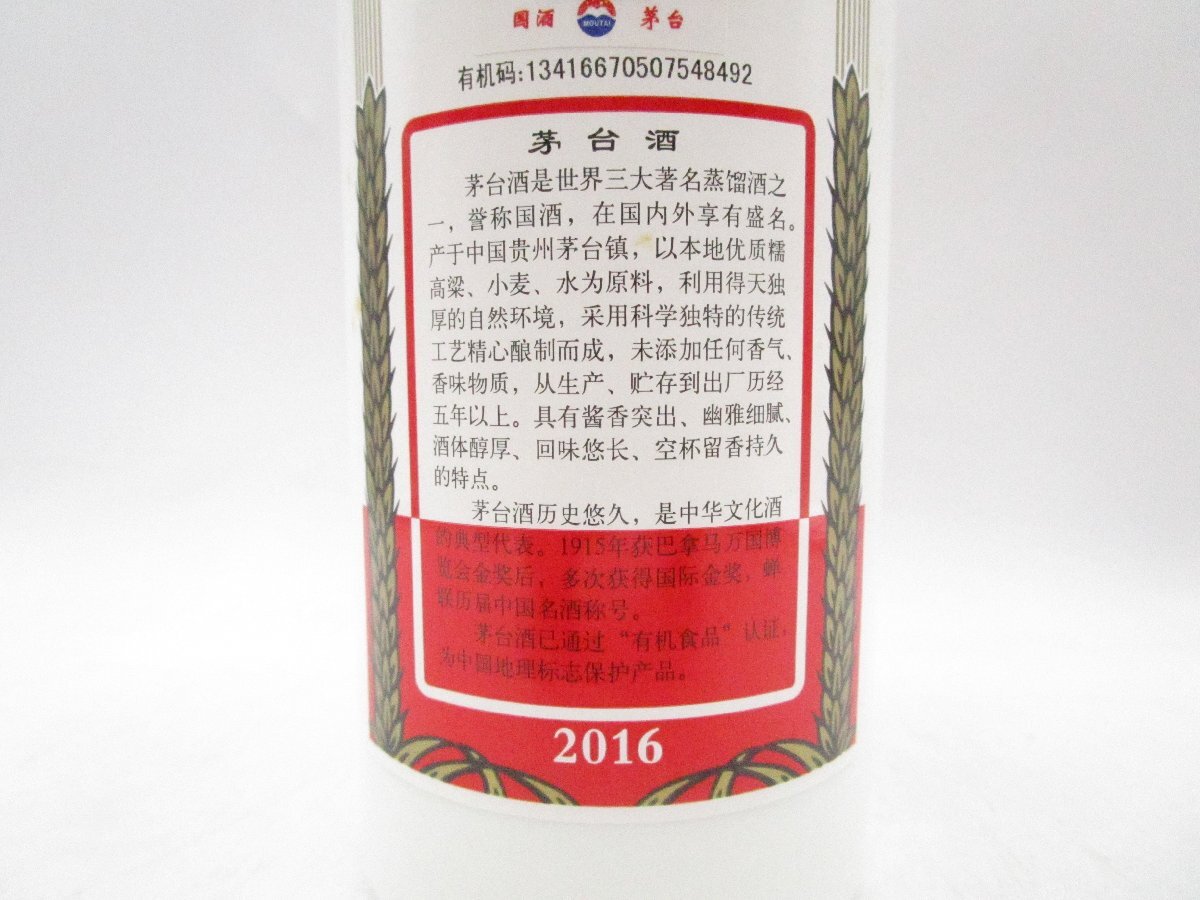 国酒 MOUTAI 茅台
有机码:13416670507548492
茅台酒
茅台酒是世界三大著名蒸馏酒之
一，誉称国酒，在国内外享有盛名。
产于中国贵州茅台镇，以本地优质糯
高粱、小麦、水为原料，利用得天独
厚的自然环境，采用科学独特的传统
工艺精心酿制而成，未添加任何香气、
香味物质，从生产、贮存到出厂历经
五年以上。具有酱香突出、幽雅细腻、
酒体醇厚、回味悠长、空杯留香持久
的特点。
茅台酒历史悠久，是中华文化酒
的典型代表。1915年获巴拿马万国博
览会金奖后，多次获得国际金奖，蝉
联历届中国名酒称号。
茅台酒已通过“有机食品”认证，
为中国地理标志保护产品。
2016